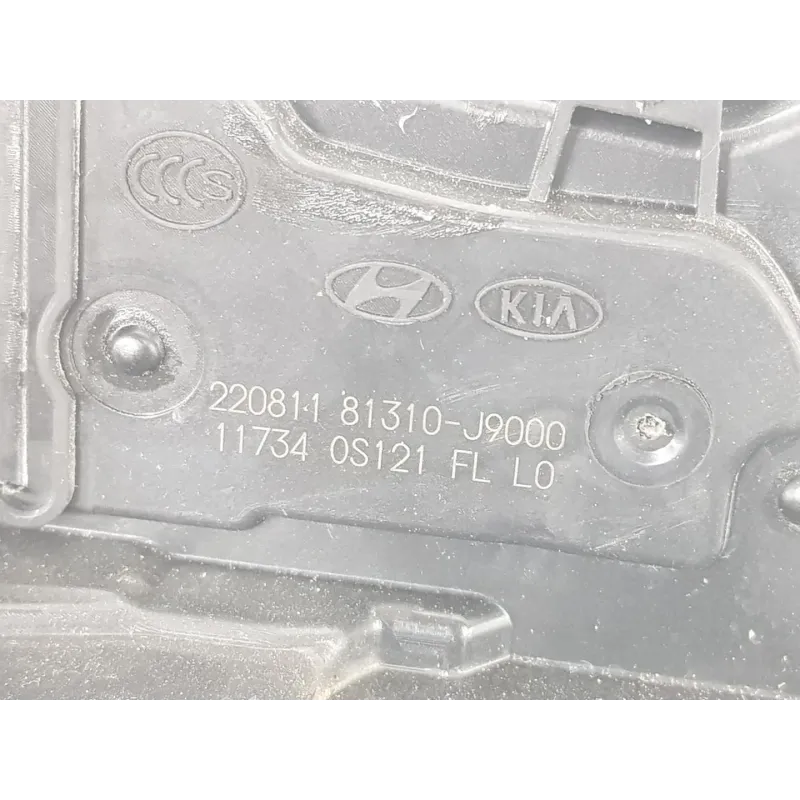 CCCS
KIA
220811 81310-J9000
11734 0S121 FL L0